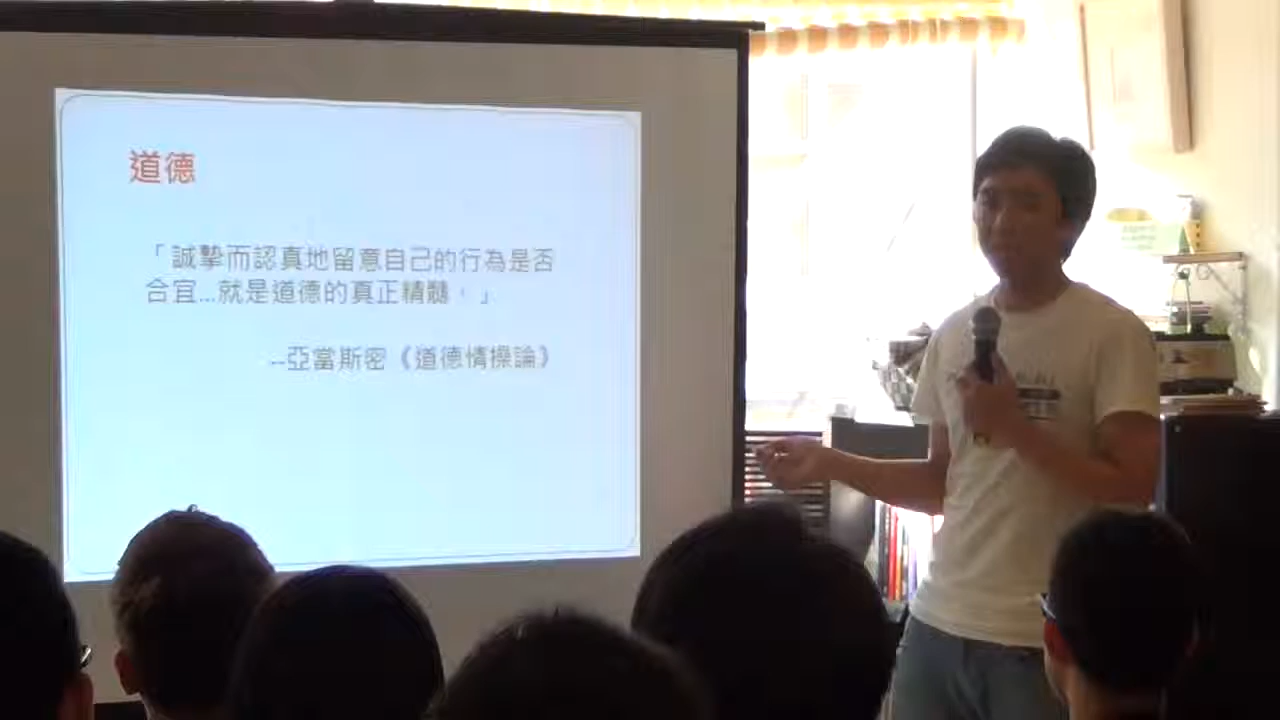 道德
「誠摯而認真地留意自己的行為是否
合宜...就是道德的真正精髓。」
--亞當斯密《道德情操論》